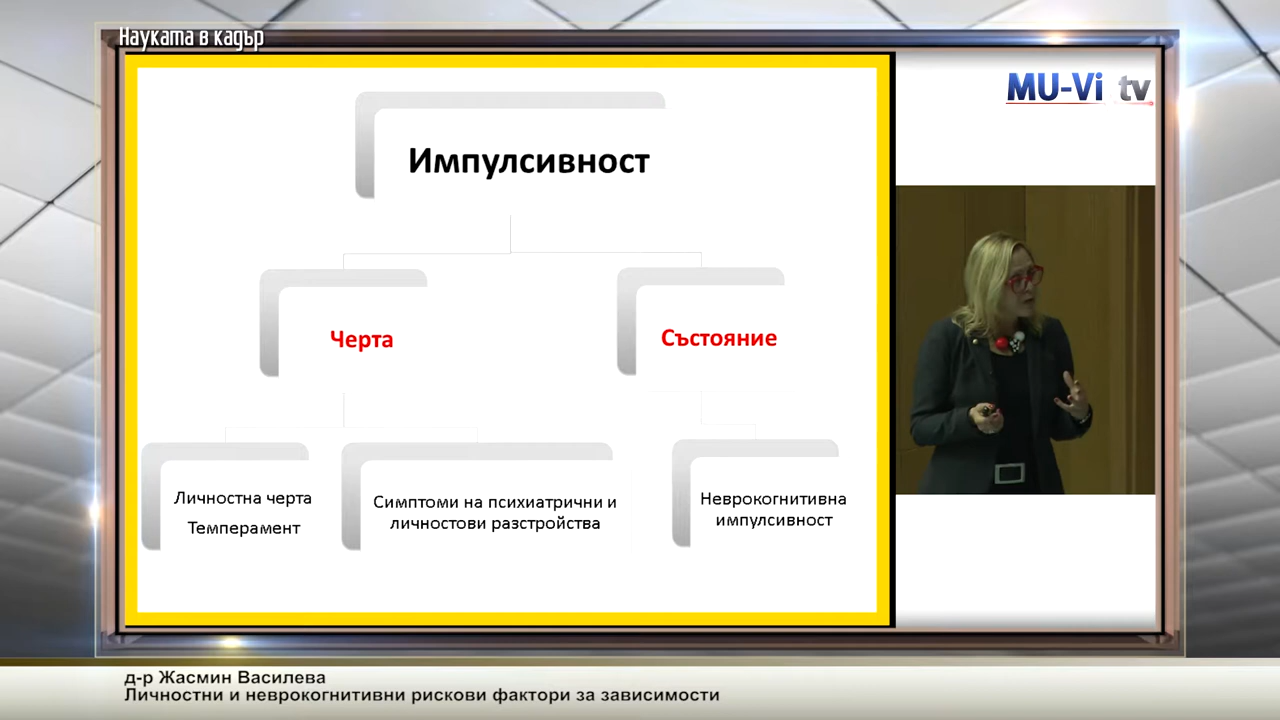 Науката в кадър
MU-Vi tv
Импулсивност
Черта
Състояние
Личностна черта
Темперамент
Симптоми на психиатрични и
личностови разстройства
Неврокогнитивна
импулсивност
д-р Жасмин Василева
Личностни и неврокогнитивни рискови фактори за зависимости